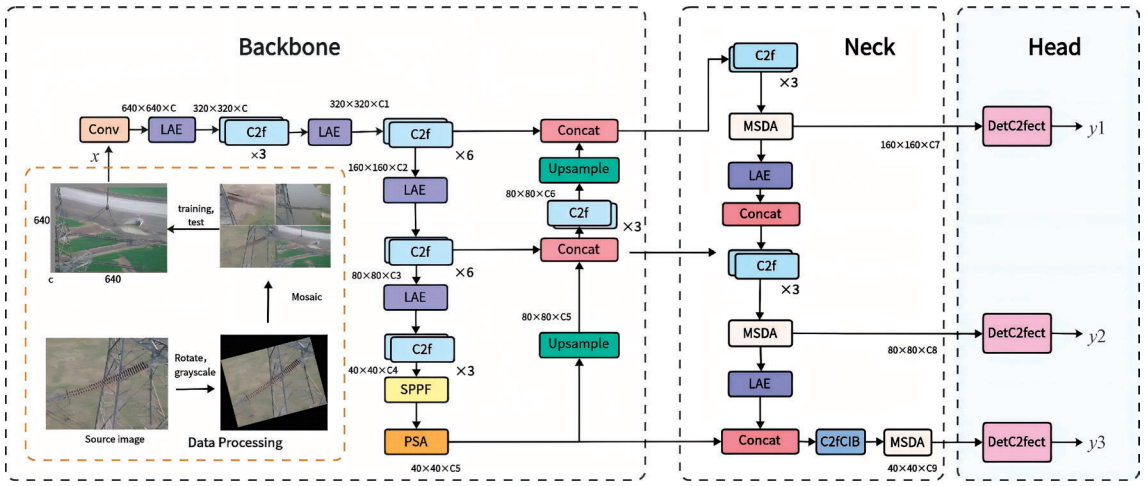 Backbone
Neck
Head
640×640×C
320×320×C
320×320×C1
Conv
LAE
C2f
×3
LAE
C2f
×6
Concat
C2f
×3
MSDA
160×160×C7
DetC2fect
y1
x
160×160×C2
LAE
Upsample
80×80×C6
C2f
×3
LAE
Concat
training,
test
640
c
640
Mosaic
C2f
×6
80×80×C3
Concat
C2f
×3
LAE
80×80×C5
Upsample
MSDA
80×80×C8
DetC2fect
y2
C2f
×3
40×40×C4
LAE
Rotate,
grayscale
SPPF
Source image
Data Processing
PSA
40×40×C5
Concat
C2fCIB
MSDA
40×40×C9
DetC2fect
y3